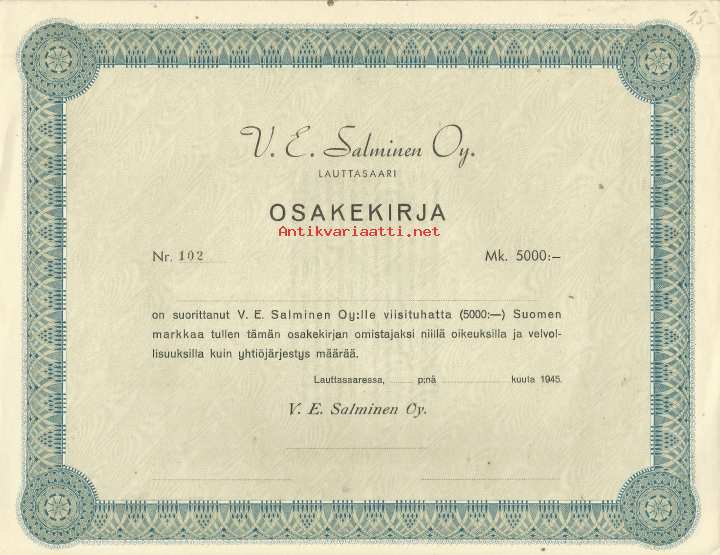 25,-
V. E. Salminen Oy.
LAUTTASAARI
OSAKEKIRJA
Antikvariaatti.net
Nr. 102 Mk. 5000:—
on suorittanut V. E. Salminen Oy:lle viisituhatta (5000:—) Suomen
markkaa tullen tämän osakekirjan omistajaksi niillä oikeuksilla ja velvol-
lisuuksilla kuin yhtiöjärjestys määrää.
Lauttasaaressa, ........ p:nä ........................ kuuta 1945.
V. E. Salminen Oy.